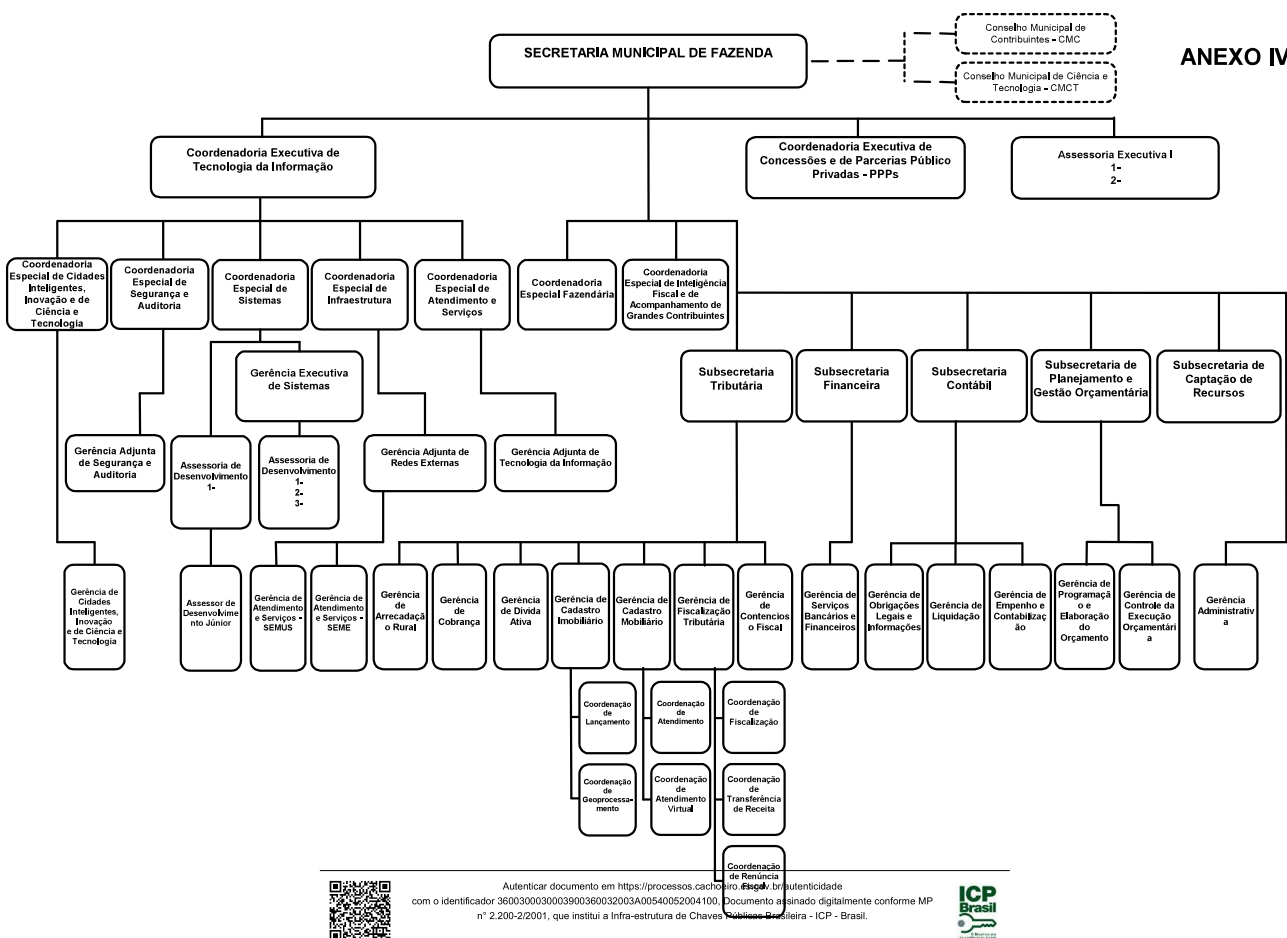 SECRETARIA MUNICIPAL DE FAZENDA
Conselho Municipal de
Contribuintes - CMC
Conselho Municipal de Ciência e
Tecnologia - CMCT
ANEXO IV
Coordenadoria Executiva de
Tecnologia da Informação
Coordenadoria Executiva de
Concessões e de Parcerias Público
Privadas - PPPs
Assessoria Executiva I
1-
2-
Coordenadoria
Especial de Cidades
Inteligentes,
Inovação e de
Ciência e
Tecnologia
Coordenadoria
Especial de
Segurança e
Auditoria
Coordenadoria
Especial de
Sistemas
Coordenadoria
Especial de
Infraestrutura
Coordenadoria
Especial de
Atendimento e
Serviços
Coordenadoria
Especial Fazendária
Coordenadoria
Especial de Inteligência
Fiscal e de
Acompanhamento de
Grandes Contribuintes
Gerência Executiva
de Sistemas
Subsecretaria
Tributária
Subsecretaria
Financeira
Subsecretaria
Contábil
Subsecretaria de
Planejamento e
Gestão Orçamentária
Subsecretaria de
Captação de
Recursos
Gerência Adjunta
de Segurança e
Auditoria
Assessoria de
Desenvolvimento
1-
Assessoria de
Desenvolvimento
1-
2-
3-
Gerência Adjunta de
Redes Externas
Gerência Adjunta de
Tecnologia da Informação
Gerência de
Cidades
Inteligentes,
Inovação
e de Ciência e
Tecnologia
Assessor de
Desenvolvime
nto Júnior
Gerência de
Atendimento
e Serviços -
SEMUS
Gerência de
Atendimento
e Serviços -
SEME
Gerência
de
Arrecadaçã
o Rural
Gerência
de
Cobrança
Gerência
de Dívida
Ativa
Gerência de
Cadastro
Imobiliário
Gerência de
Cadastro
Mobiliário
Gerência de
Fiscalização
Tributária
Gerência
de
Contencios
o Fiscal
Gerência
de Serviços
Bancários e
Financeiros
Gerência de
Obrigações
Legais e
Informações
Gerência de
Liquidação
Gerência de
Empenho e
Contabilizaç
ão
Gerência de
Programaçã
o e
Elaboração
do
Orçamento
Gerência de
Controle da
Execução
Orçamentári
a
Gerência
Administrativ
a
Coordenação
de
Lançamento
Coordenação
de
Atendimento
Coordenação
de
Fiscalização
Coordenação
de
Geoprocessa-
mento
Coordenação
de
Atendimento
Virtual
Coordenação
de
Transferência
de Receita
Coordenação
de Renúncia
Fiscal
Autenticar documento em https://processos.cachoeiro.es.gov.br/autenticidade
com o identificador 3600300030003900360032003A00540052004100, Documento assinado digitalmente conforme MP
n° 2.200-2/2001, que institui a Infra-estrutura de Chaves Públicas Brasileira - ICP - Brasil.
ICP
Brasil